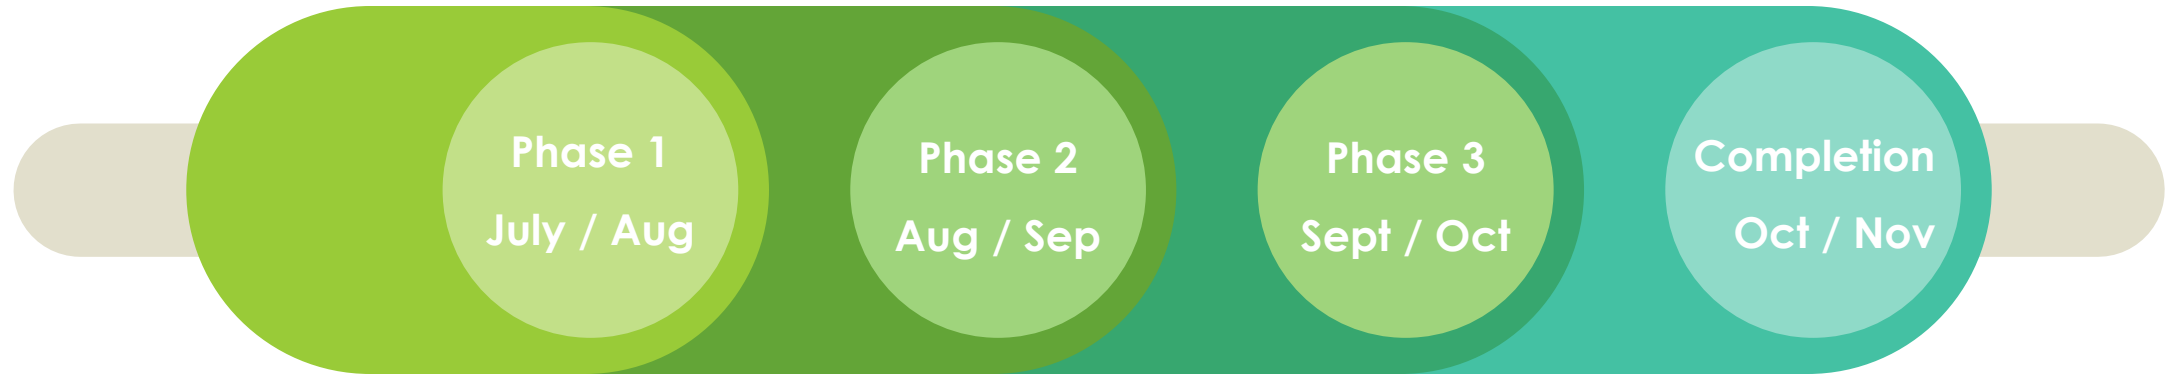 Phase 1
July / Aug
Phase 2
Aug / Sep
Phase 3
Sept / Oct
Completion
Oct / Nov